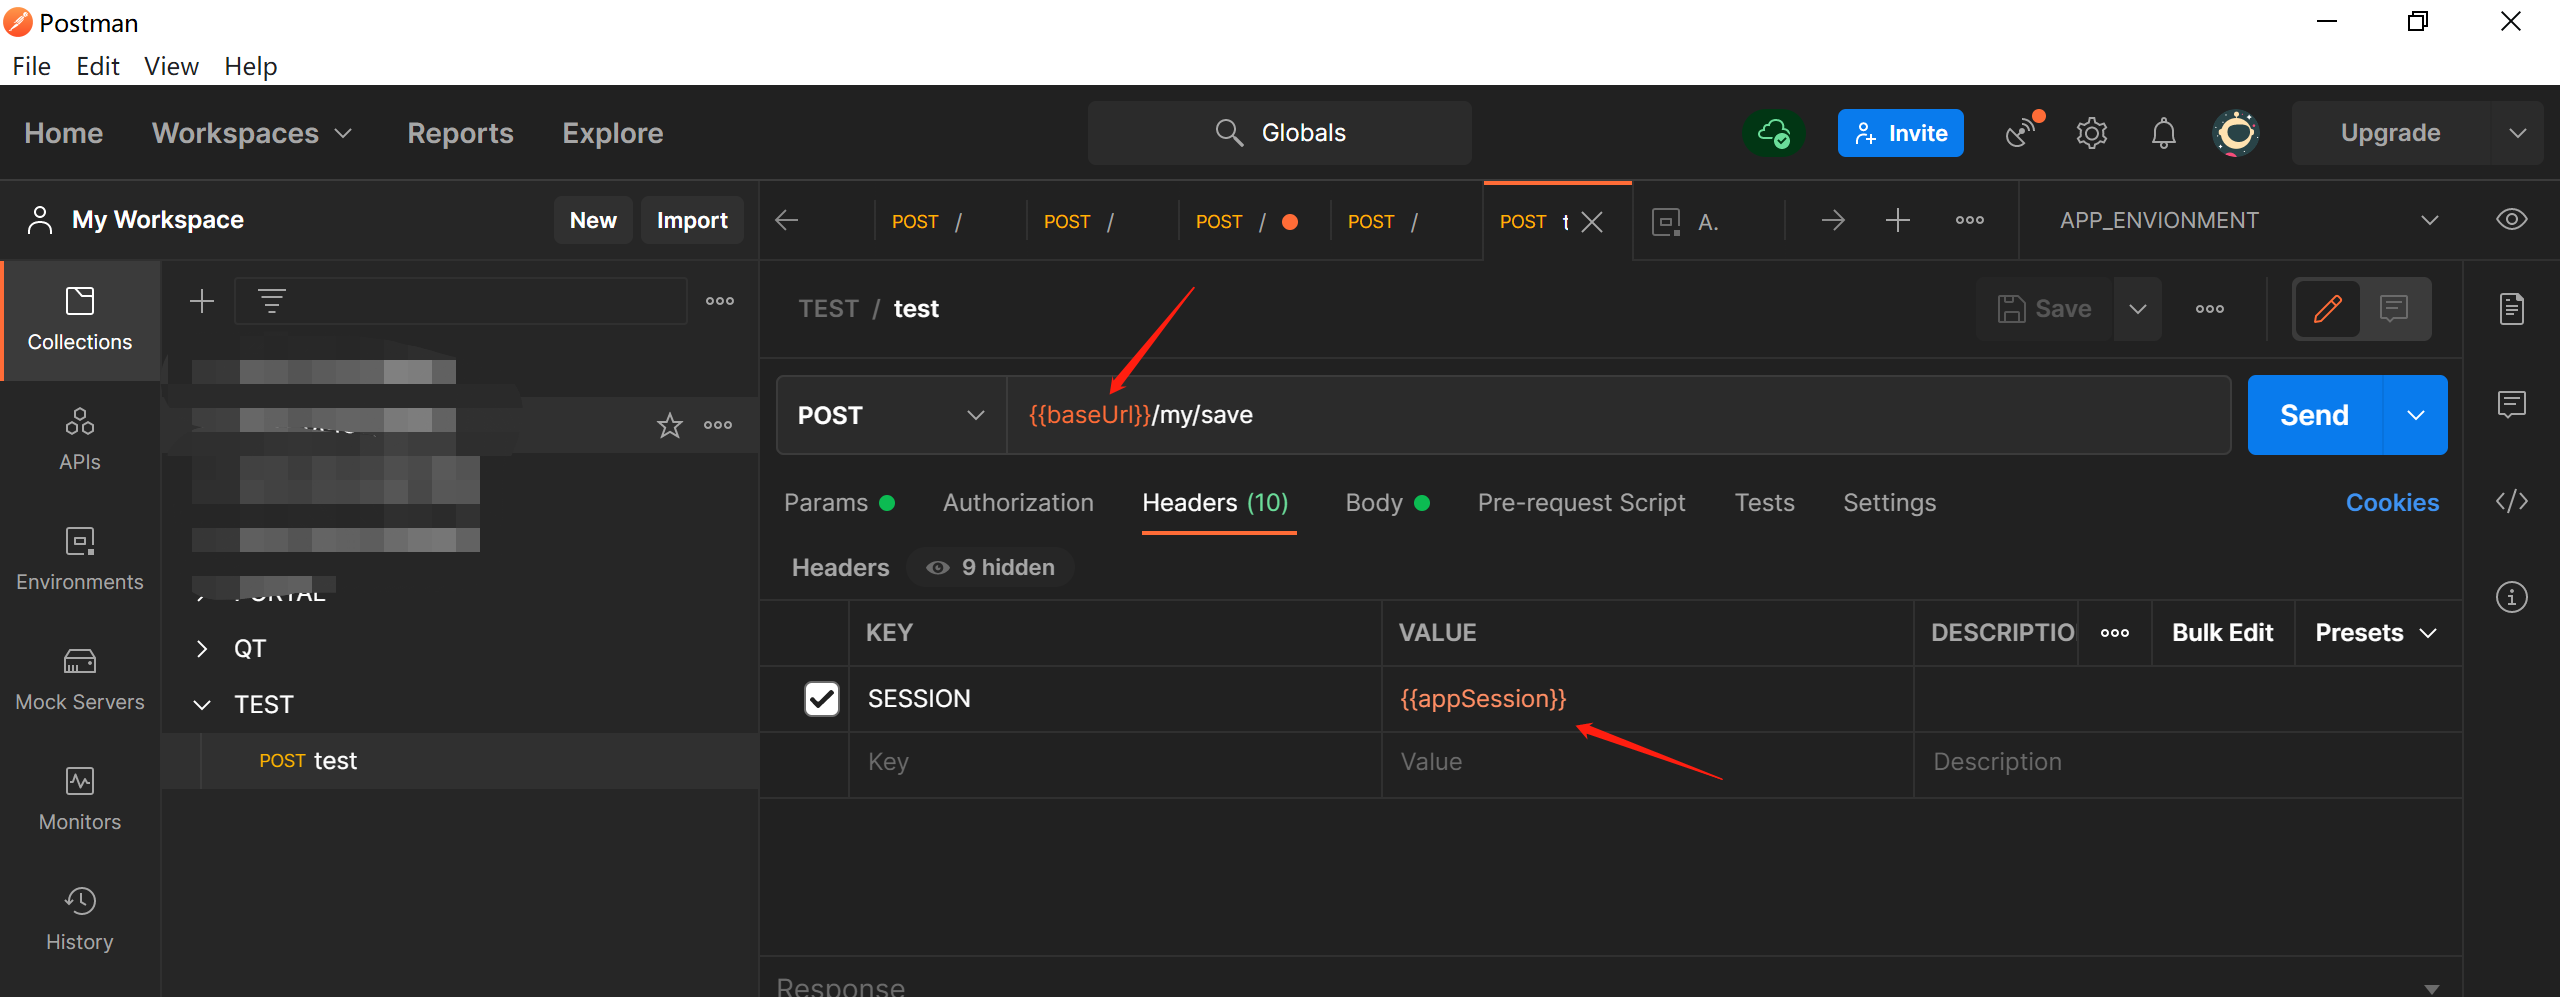 Postman
File Edit View Help
Home Workspaces Reports Explore Globals Invite Upgrade
My Workspace New Import POST / POST / POST / POST / POST t A. APP_ENVIONMENT
Collections
TEST / test Save
POST {{baseUrl}}/my/save Send
APIs
Params Authorization Headers (10) Body Pre-request Script Tests Settings Cookies
Headers 9 hidden
Environments
KEY VALUE DESCRIPTIO Bulk Edit Presets
QT
Mock Servers
TEST
SESSION {{appSession}}
POST test
Key Value Description
Monitors
History
Response